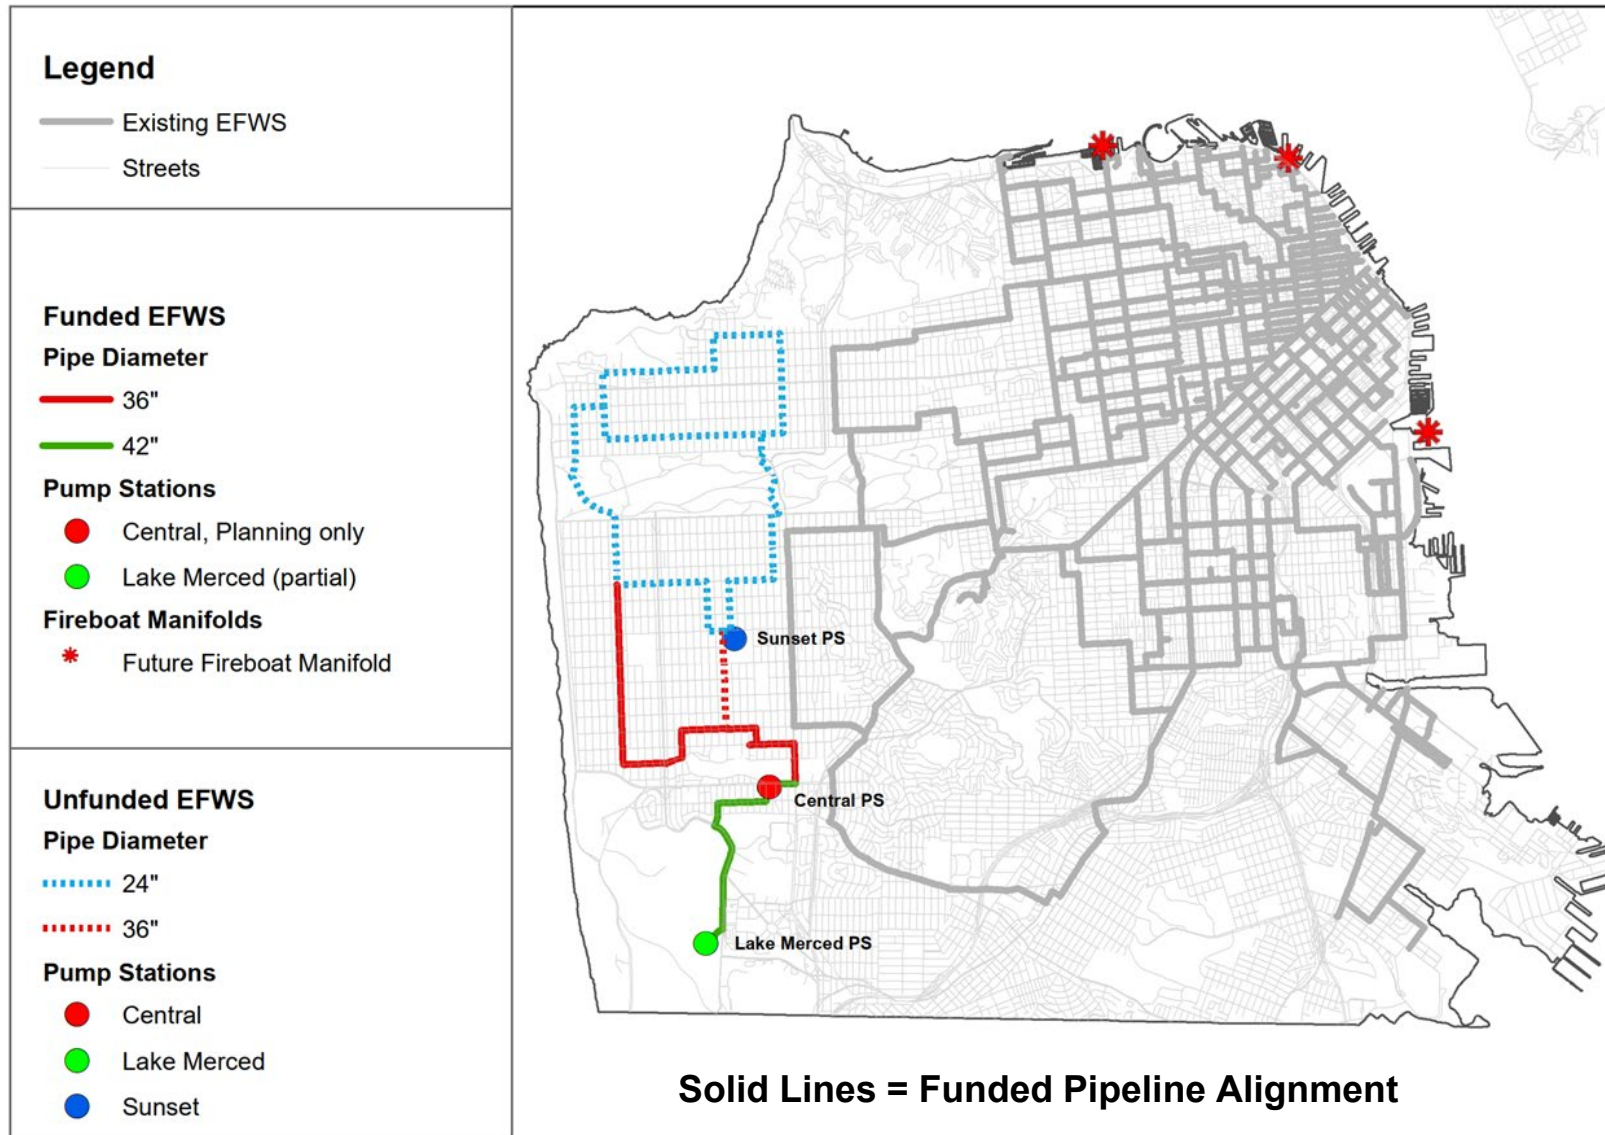 Legend
Existing EFWS
Streets
Funded EFWS
Pipe Diameter
36"
42"
Pump Stations
Central, Planning only
Lake Merced (partial)
Fireboat Manifolds
Future Fireboat Manifold
Unfunded EFWS
Pipe Diameter
24"
36"
Pump Stations
Central
Lake Merced
Sunset
Sunset PS
Central PS
Lake Merced PS
Solid Lines = Funded Pipeline Alignment